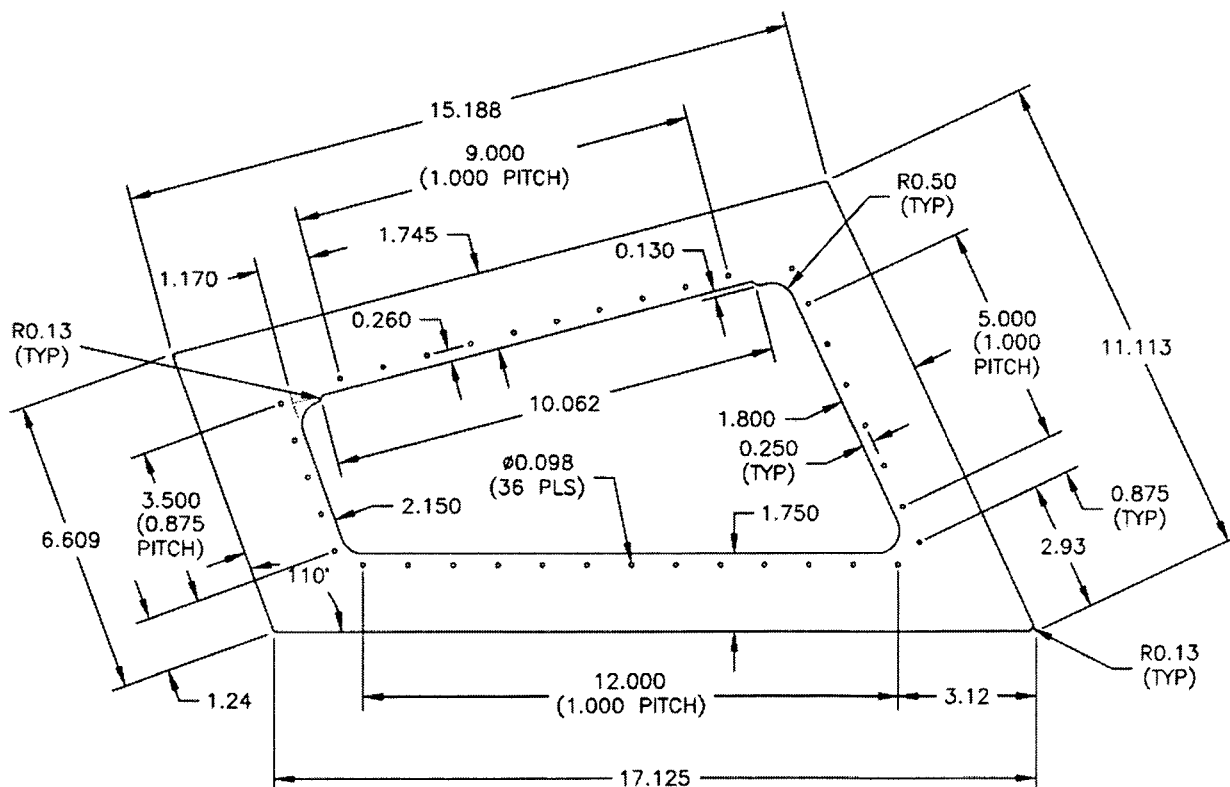 15.188
9.000
(1.000 PITCH)
R0.50
(TYP)
1.745
0.130
1.170
R0.13
(TYP)
0.260
5.000
(1.000
PITCH)
11.113
10.062
1.800
0.250
(TYP)
Ø0.098
(36 PLS)
3.500
(0.875
PITCH)
2.150
1.750
0.875
(TYP)
6.609
2.93
110°
R0.13
(TYP)
1.24
12.000
(1.000 PITCH)
3.12
17.125